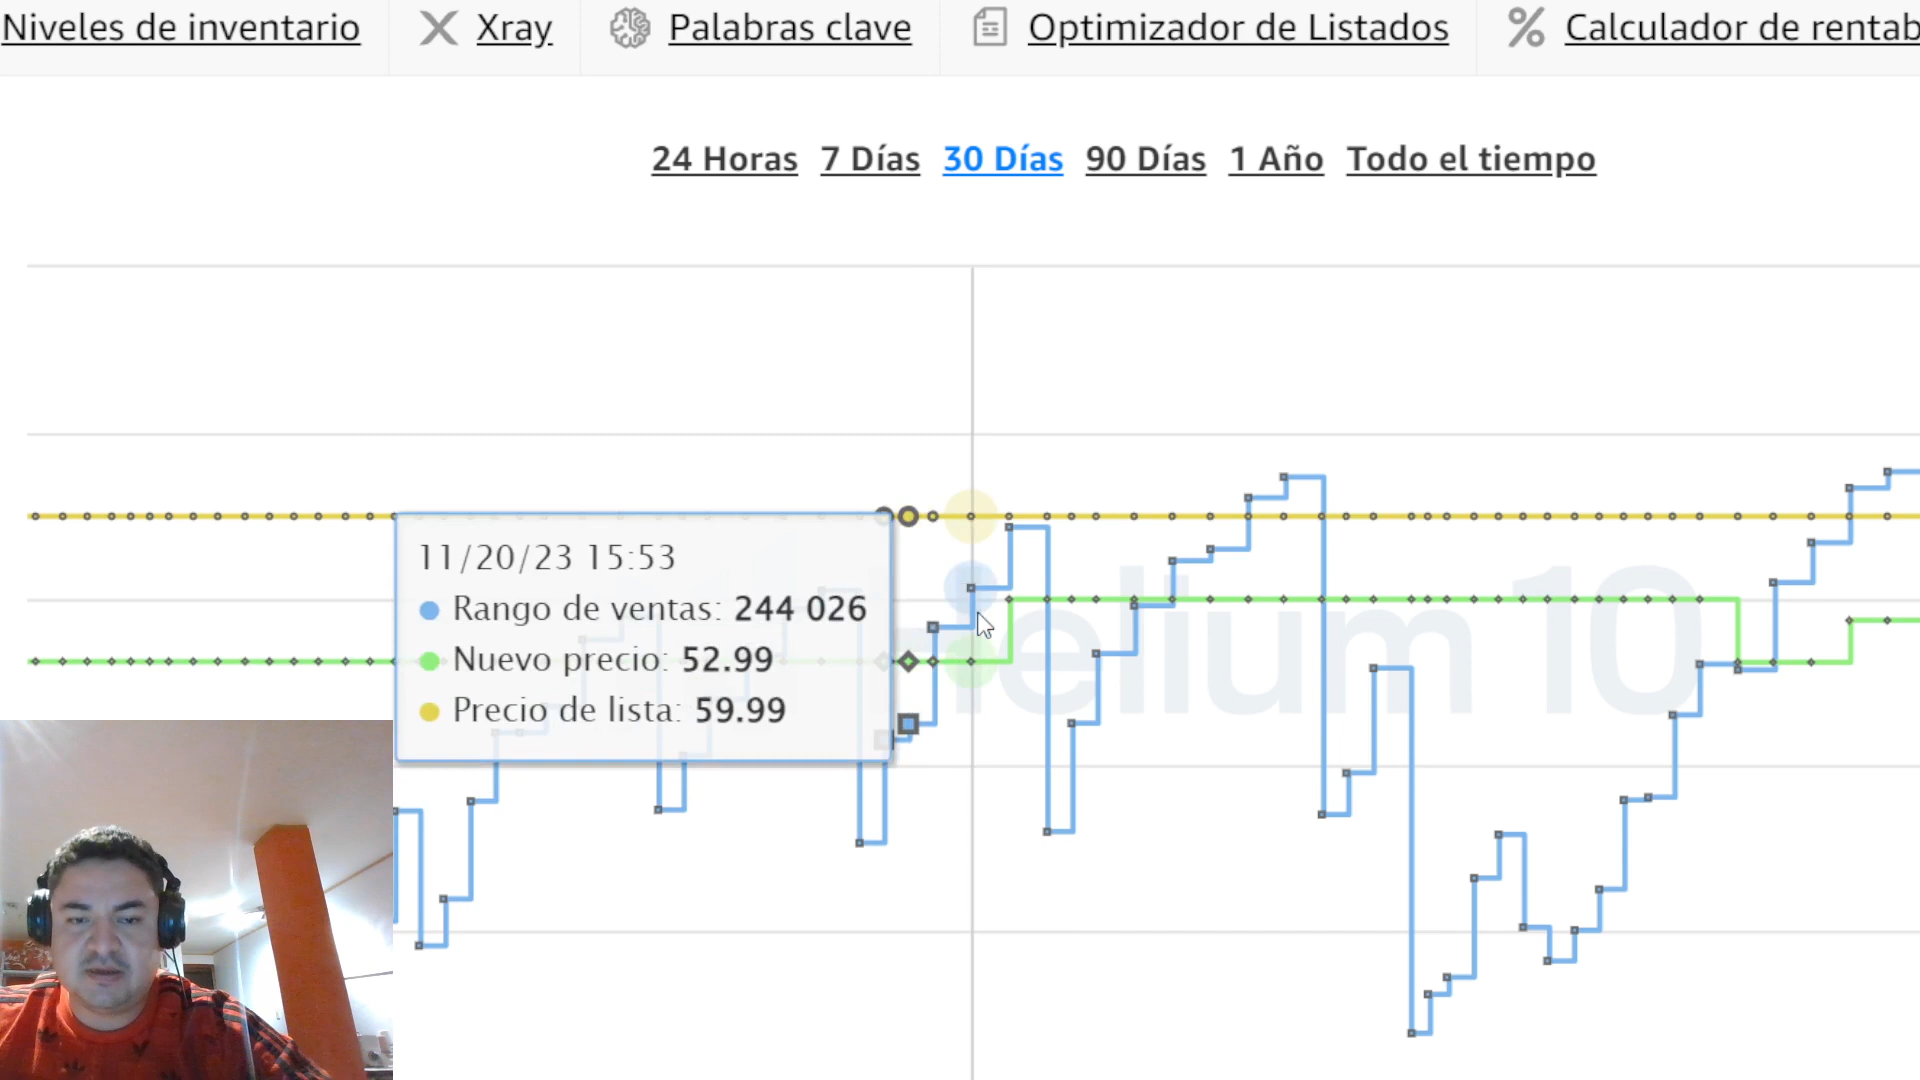 Niveles de inventario
Xray
Palabras clave
Optimizador de Listados
% Calculador de rentab
24 Horas
7 Días
30 Días
90 Días
1 Año
Todo el tiempo
11/20/23 15:53
Rango de ventas: 244 026
Nuevo precio: 52.99
Precio de lista: 59.99
elium 10